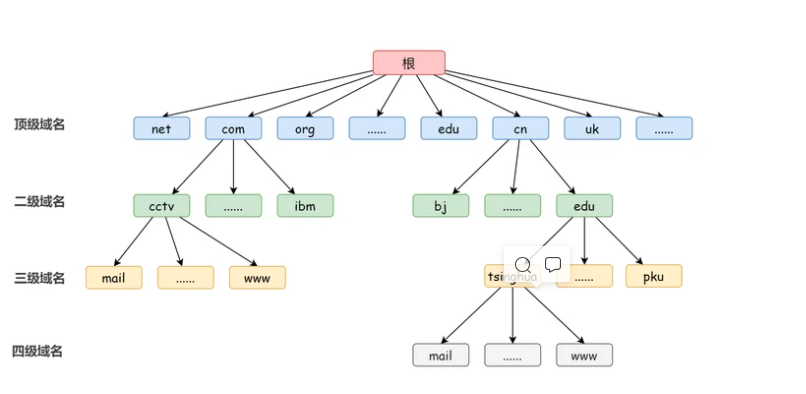 根
顶级域名 net com org ...... edu cn uk ......
二级域名 cctv ...... ibm bj ...... edu
三级域名 mail ...... www tsinghua ...... pku
四级域名 mail ...... www